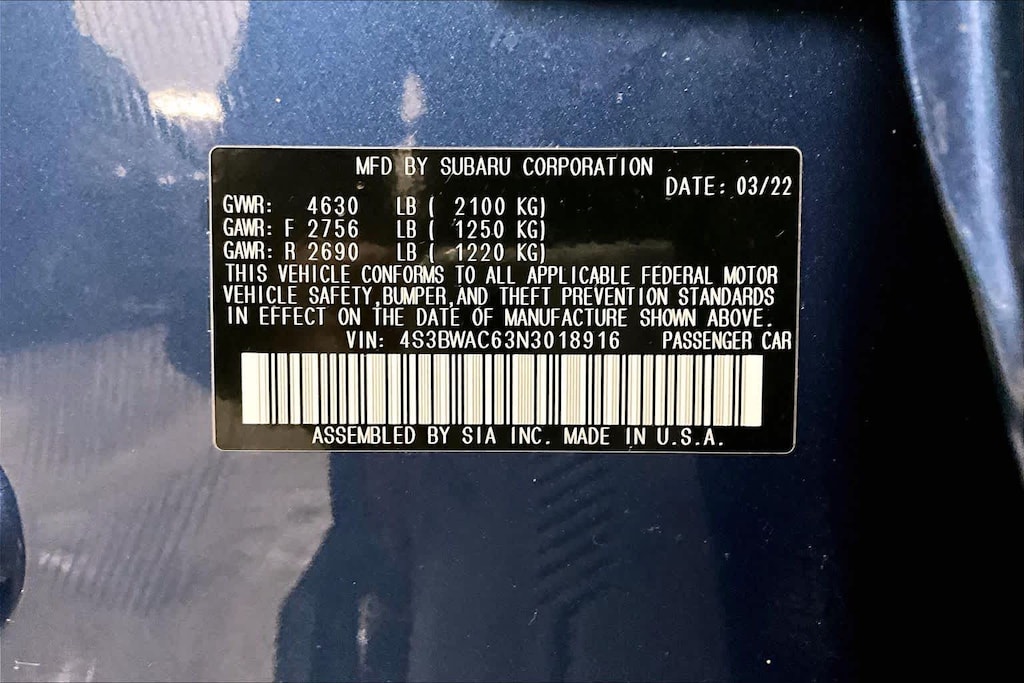 MFD BY SUBARU CORPORATION
DATE: 03/22
GVWR: 4630 LB ( 2100 KG)
GAWR: F 2756 LB ( 1250 KG)
GAWR: R 2690 LB ( 1220 KG)
THIS VEHICLE CONFORMS TO ALL APPLICABLE FEDERAL MOTOR
VEHICLE SAFETY,BUMPER,AND THEFT PREVENTION STANDARDS
IN EFFECT ON THE DATE OF MANUFACTURE SHOWN ABOVE.
VIN: 4S3BWAC63N3018916 PASSENGER CAR
ASSEMBLED BY SIA INC. MADE IN U.S.A.